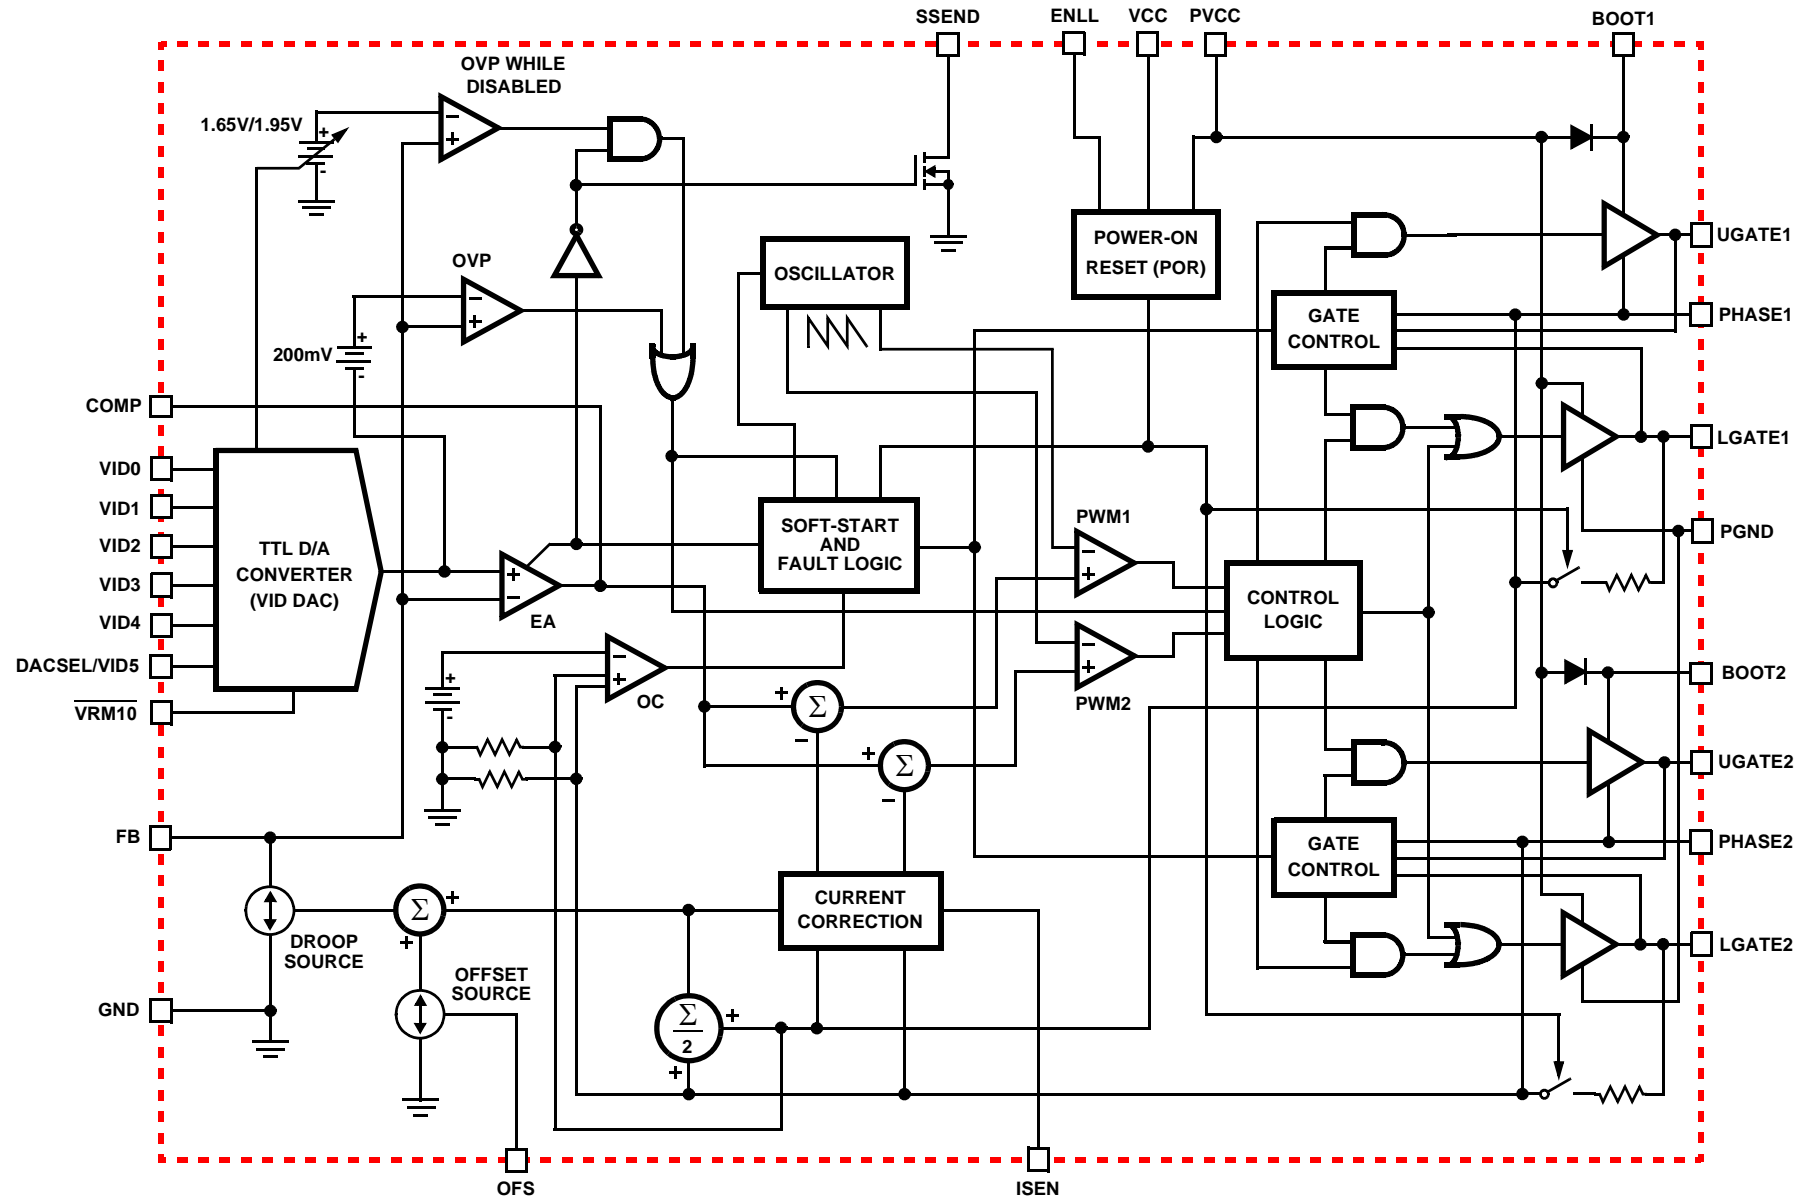 SSEND
ENLL
VCC
PVCC
BOOT1
OVP WHILE
DISABLED
1.65V/1.95V
+
-
−
+
POWER-ON
RESET (POR)
UGATE1
OVP
−
+
OSCILLATOR
GATE
CONTROL
PHASE1
200mV
+
-
COMP
LGATE1
VID0
VID1
VID2
VID3
VID4
DACSEL/VID5
VRM10
TTL D/A
CONVERTER
(VID DAC)
+
−
EA
SOFT-START
AND
FAULT LOGIC
PWM1
−
+
PGND
CONTROL
LOGIC
−
+
PWM2
−
+
OC
+
-
+
Σ
−
+
Σ
−
BOOT2
UGATE2
FB
GATE
CONTROL
PHASE2
CURRENT
CORRECTION
Σ
+
+
DROOP
SOURCE
OFFSET
SOURCE
LGATE2
GND
Σ
2
+
+
OFS
ISEN